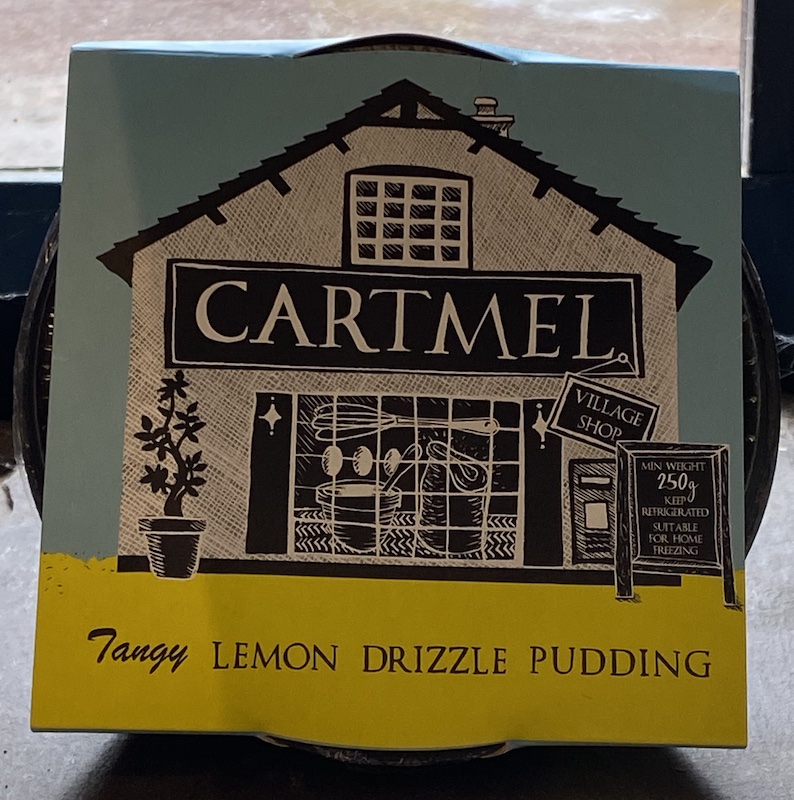 CARTMEL
VILLAGE
SHOP
MIN WEIGHT
250g
KEEP
REFRIGERATED
SUITABLE
FOR HOME
FREEZING
Tangy LEMON DRIZZLE PUDDING